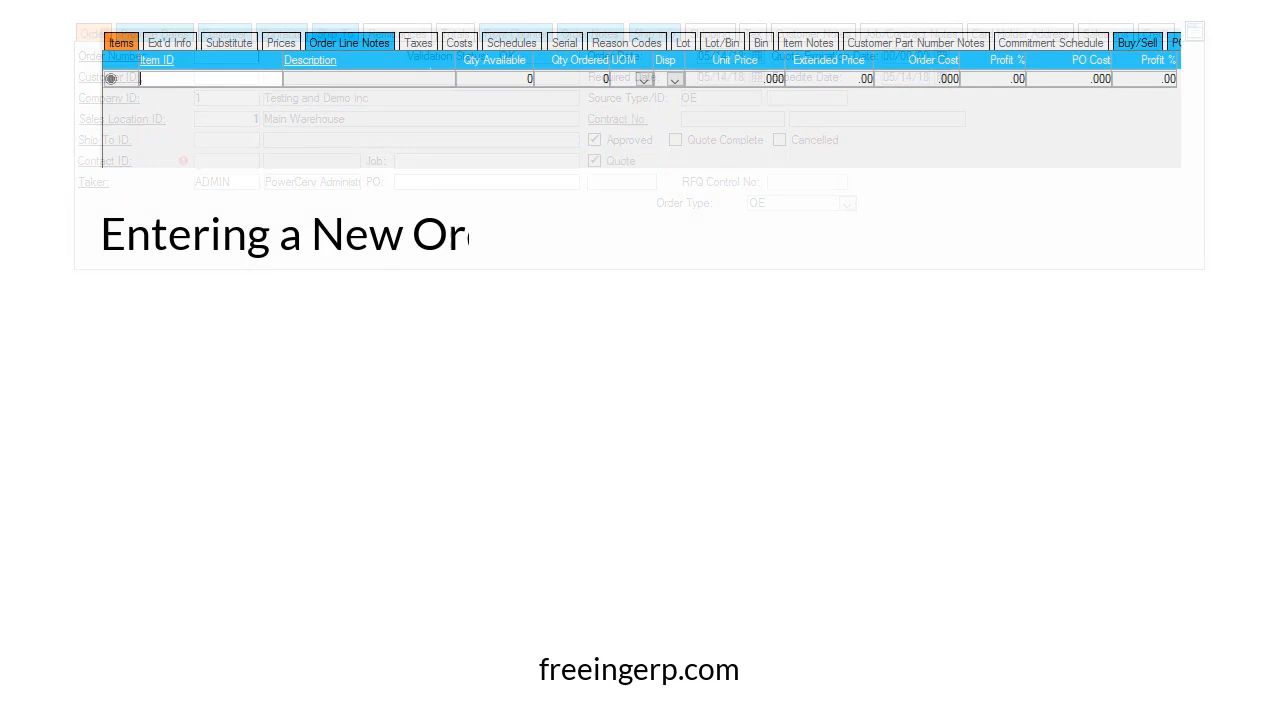 Items Ext'd Info Substitute Prices Order Line Notes Taxes Costs Schedules Serial Reason Codes Lot Lot/Bin Bin Item Notes Customer Part Number Notes Commitment Schedule Buy/Sell
Item ID Description Qty Available Qty Ordered UOM Disp Unit Price Extended Price Order Cost Profit % PO Cost Profit %
0 0 .000 .00 .000 .00 .000 .00
Company ID: 1 Testing and Demo Inc Source Type/ID: OE
Sales Location ID: 1 Main Warehouse Contract No:
Ship To ID: Approved Quote Complete Cancelled
Contact ID: Job: Quote
Taker: ADMIN PowerCerv Administ PO: RFQ Control No:
Order Type: OE
Entering a New Or
freeingerp.com